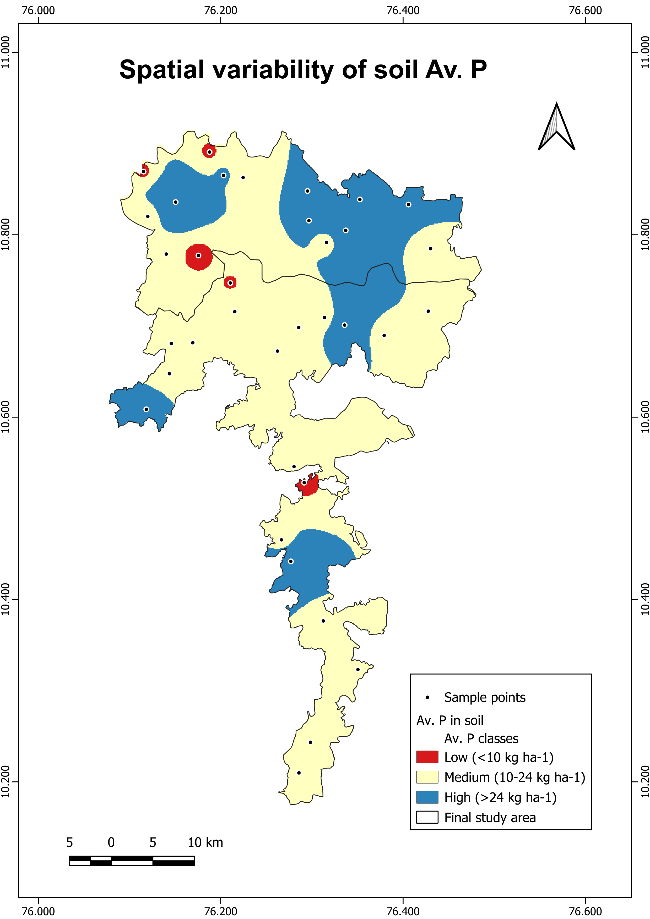 76.000 76.200 76.400 76.600
Spatial variability of soil Av. P
11.000 11.000
10.800 10.800
10.600 10.600
10.400 10.400
10.200 10.200
Sample points
Av. P in soil
Av. P classes
Low (<10 kg ha-1)
Medium (10-24 kg ha-1)
High (>24 kg ha-1)
Final study area
5 0 5 10 km
76.000 76.200 76.400 76.600